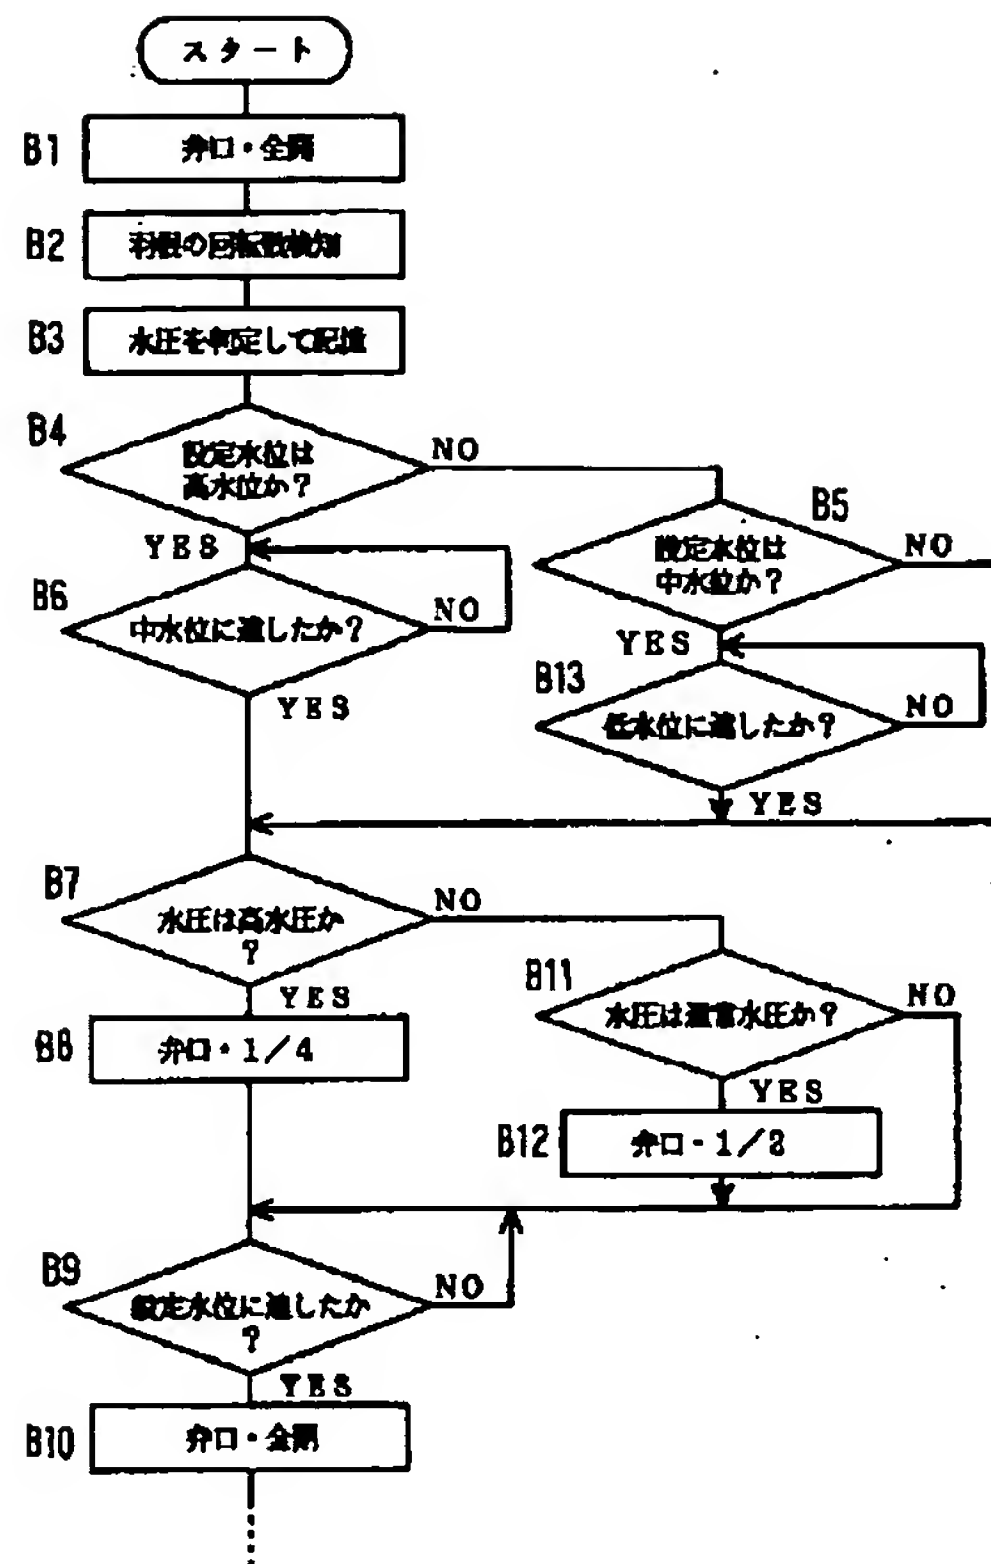 スタート
B1
弁口・全開
B2
羽根の回転数検知
B3
水圧を判定して記憶
B4
設定水位は
高水位か?
NO
YES
B5
設定水位は
中水位か?
NO
YES
B6
中水位に達したか?
NO
YES
B13
低水位に達したか?
NO
YES
B7
水圧は高水圧か
?
NO
YES
B8
弁口・1/4
B11
水圧は通常水圧か?
NO
YES
B12
弁口・1/2
B9
設定水位に達したか
?
NO
YES
B10
弁口・全閉